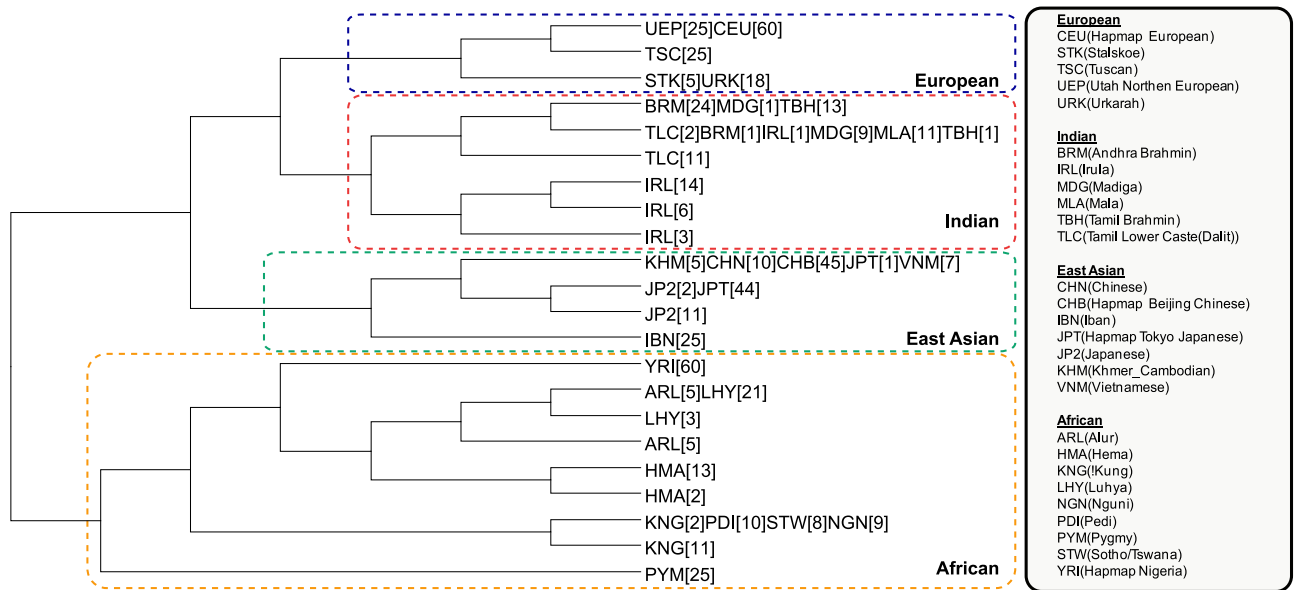 UEP[25]CEU[60]
TSC[25]
STK[5]URK[18]
European
BRM[24]MDG[1]TBH[13]
TLC[2]BRM[1]IRL[1]MDG[9]MLA[11]TBH[1]
TLC[11]
IRL[14]
IRL[6]
Indian
IRL[3]
KHM[5]CHN[10]CHB[45]JPT[1]VNM[7]
JP2[2]JPT[44]
JP2[11]
IBN[25]
East Asian
YRI[60]
ARL[5]LHY[21]
LHY[3]
ARL[5]
HMA[13]
HMA[2]
KNG[2]PDI[10]STW[8]NGN[9]
KNG[11]
PYM[25]
African
European
CEU(Hapmap European)
STK(Stalskoe)
TSC(Tuscan)
UEP(Utah Northen European)
URK(Urkarah)
Indian
BRM(Andhra Brahmin)
IRL(Irula)
MDG(Madiga)
MLA(Mala)
TBH(Tamil Brahmin)
TLC(Tamil Lower Caste(Dalit))
East Asian
CHN(Chinese)
CHB(Hapmap Beijing Chinese)
IBN(Iban)
JPT(Hapmap Tokyo Japanese)
JP2(Japanese)
KHM(Khmer_Cambodian)
VNM(Vietnamese)
African
ARL(Alur)
HMA(Hema)
KNG(!Kung)
LHY(Luhya)
NGN(Nguni)
PDI(Pedi)
PYM(Pygmy)
STW(Sotho/Tswana)
YRI(Hapmap Nigeria)